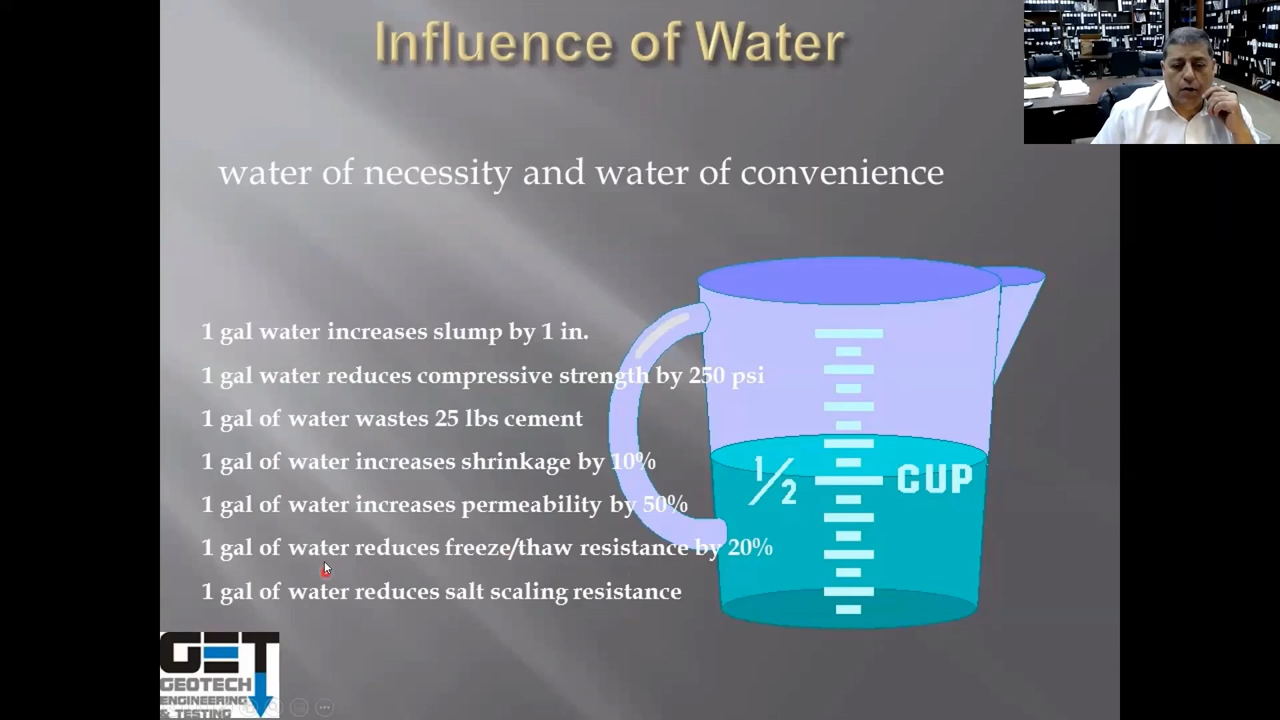 Influence of Water
water of necessity and water of convenience
1 gal water increases slump by 1 in.
1 gal water reduces compressive strength by 250 psi
1 gal of water wastes 25 lbs cement
1 gal of water increases shrinkage by 10%
1 gal of water increases permeability by 50%
1 gal of water reduces freeze/thaw resistance by 20%
1 gal of water reduces salt scaling resistance
1/2 CUP
GET
GEOTECH
ENGINEERING
& TESTING